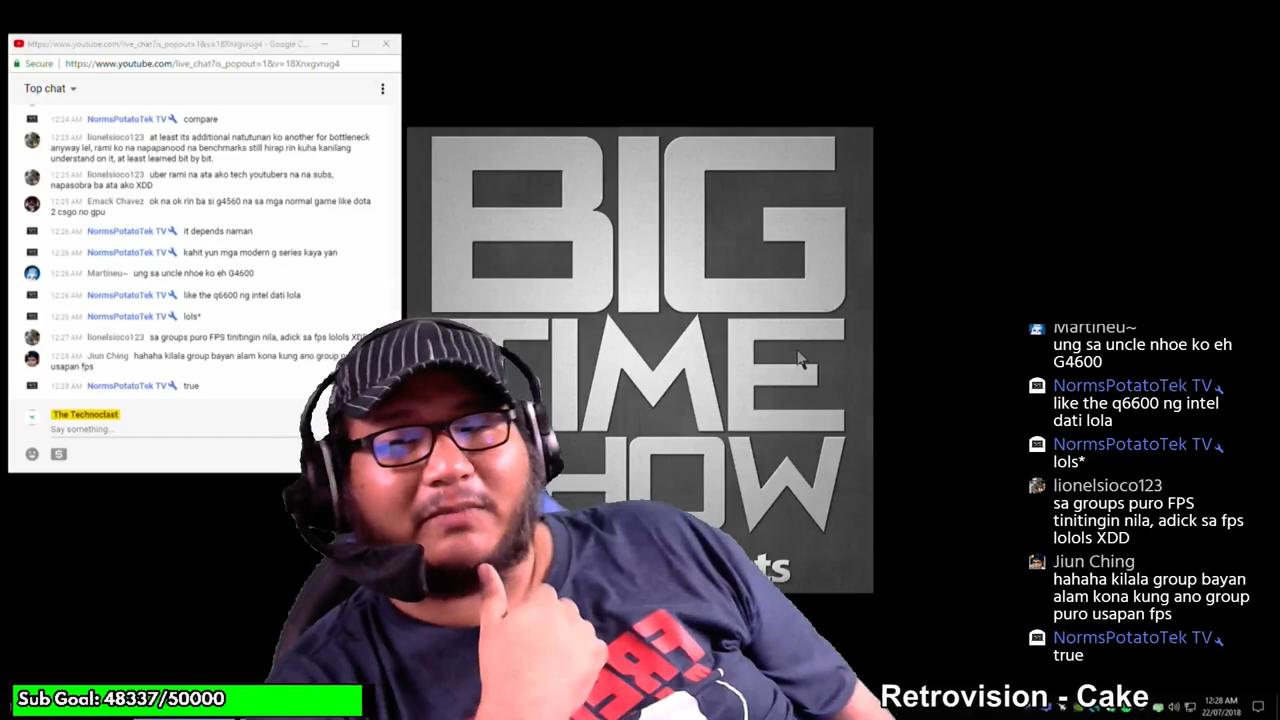 https://www.youtube.com/live_chat?is_popout=1&v=18Xnxgvrug4 - Google C...
Secure https://www.youtube.com/live_chat?is_popout=1&v=18Xnxgvrug4
Top chat
12:24 AM NormsPotatoTek TV compare
12:25 AM lionelsioco123 at least its additional natutunan ko another for bottleneck
anyway lel, rami ko na napapanood na benchmarks still hirap rin kuha kanilang
understand on it, at least learned bit by bit.
12:25 AM lionelsioco123 uber rami na ata ako tech youtubers na na subs,
napasobra ba ata ako XDD
12:25 AM Emack Chavez ok na ok rin ba si g4560 na sa mga normal game like dota
2 csgo no gpu
12:26 AM NormsPotatoTek TV it depends naman
12:26 AM NormsPotatoTek TV kahit yun mga modern g series kaya yan
12:26 AM Martineu~ ung sa uncle nhoe ko eh G4600
12:26 AM NormsPotatoTek TV like the q6600 ng intel dati lola
12:26 AM NormsPotatoTek TV lols*
12:27 AM lionelsioco123 sa groups puro FPS tinitingin nila, adick sa fps lolols
12:28 AM Jiun Ching hahaha kilala group bayan alam kona kung ano group
usapan fps
12:28 AM NormsPotatoTek TV true
The Technoclast
Say something...
BIG
TIME
SHOW
ts
Martineu~
ung sa uncle nhoe ko eh
G4600
NormsPotatoTek TV
like the q6600 ng intel
dati lola
NormsPotatoTek TV
lols*
lionelsioco123
sa groups puro FPS
tinitingin nila, adick sa fps
lolols XDD
Jiun Ching
hahaha kilala group bayan
alam kona kung ano group
puro usapan fps
NormsPotatoTek TV
true
Sub Goal: 48337/50000
Retrovision - Cake
12:28 AM
22/07/2018